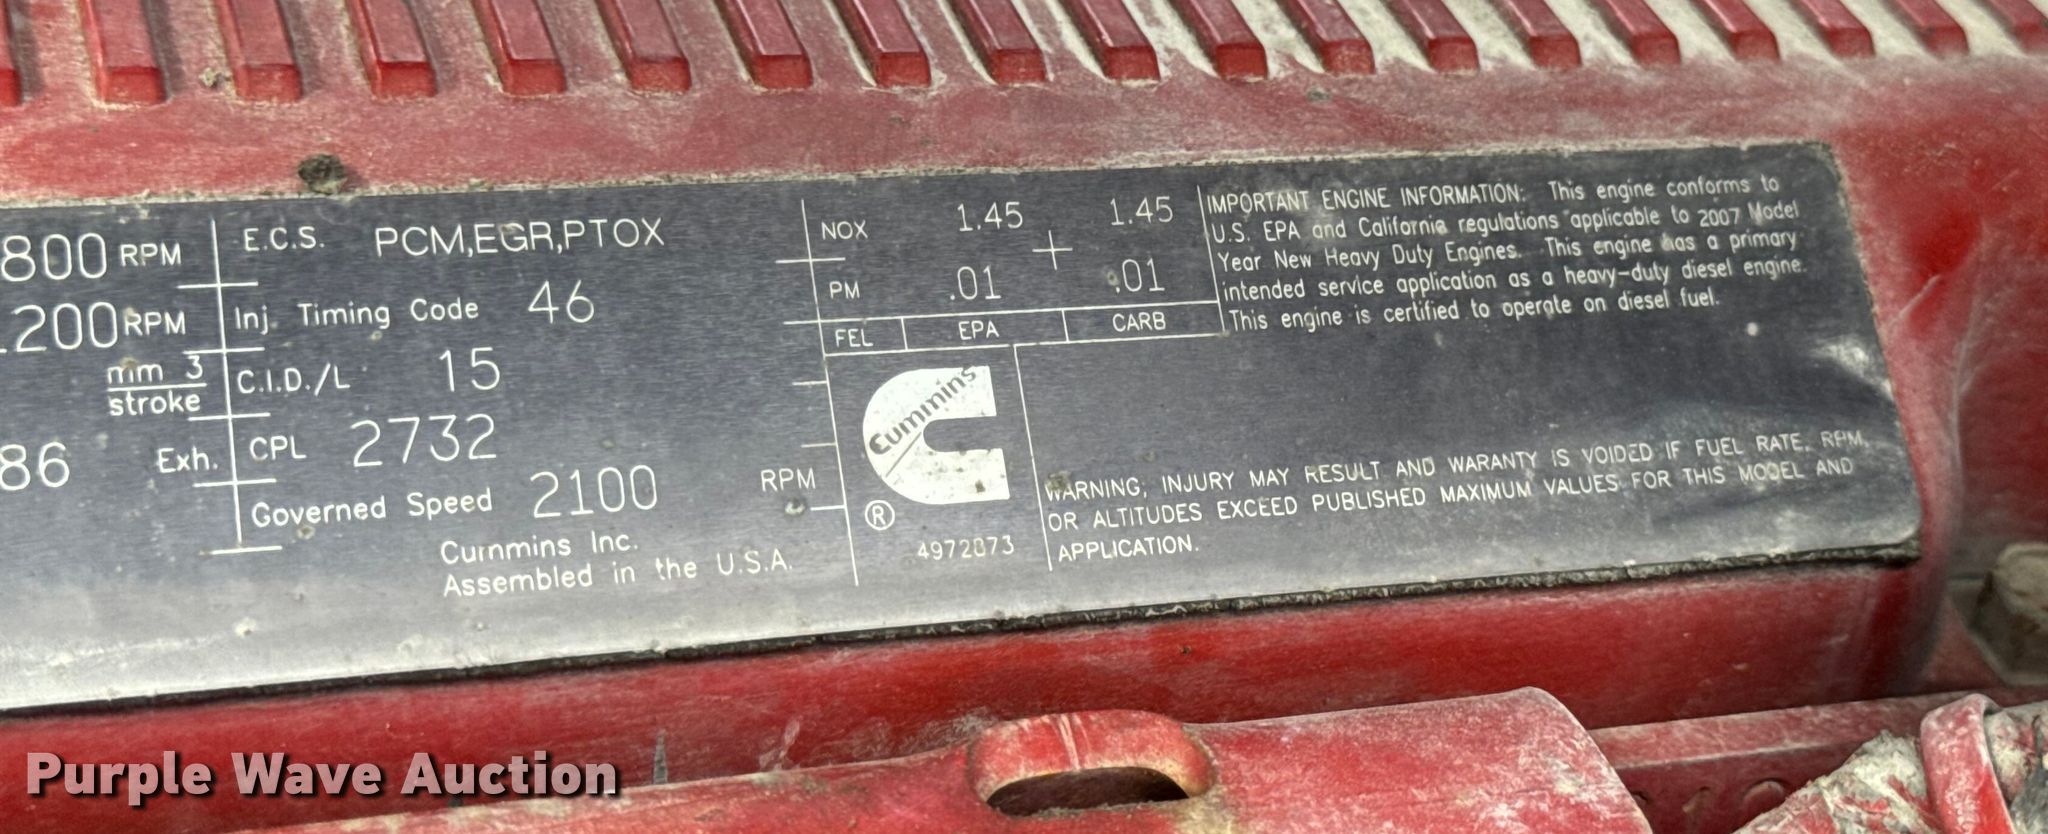 800 RPM
200 RPM
mm 3
stroke
86 Exh.
E.C.S. PCM,EGR,PTOX
Inj. Timing Code 46
C.I.D./L 15
CPL 2732
Governed Speed 2100 RPM
Cummins Inc.
Assembled in the U.S.A.
NOX 1.45 1.45
PM .01 .01
FEL EPA CARB
Cummins
®
4972873
IMPORTANT ENGINE INFORMATION: This engine conforms to
U.S. EPA and California regulations applicable to 2007 Model
Year New Heavy Duty Engines. This engine has a primary
intended service application as a heavy-duty diesel engine.
This engine is certified to operate on diesel fuel.
WARNING, INJURY MAY RESULT AND WARANTY IS VOIDED IF FUEL RATE, RPM,
OR ALTITUDES EXCEED PUBLISHED MAXIMUM VALUES FOR THIS MODEL AND
APPLICATION.
Purple Wave Auction